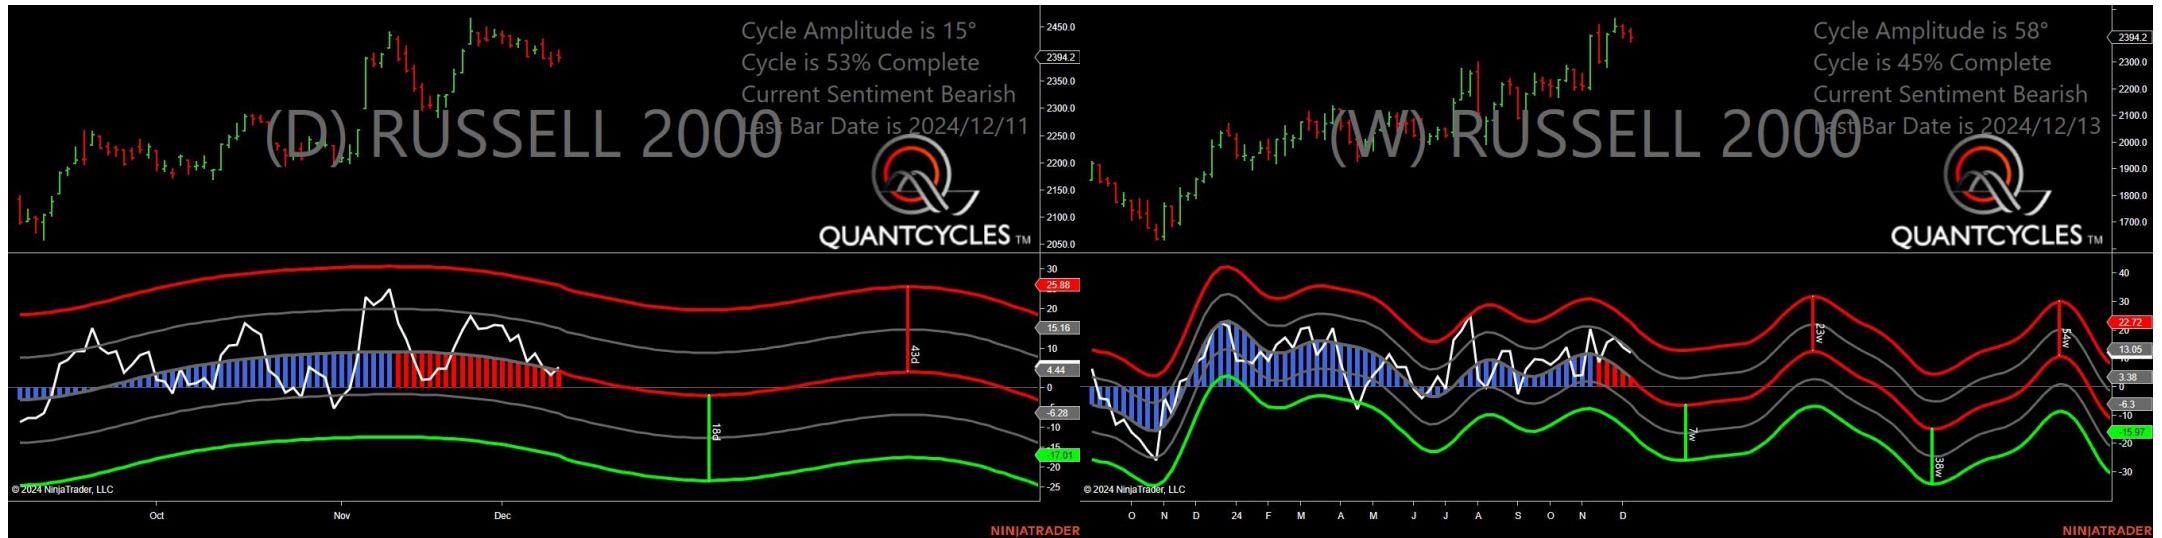 Cycle Amplitude is 15°
Cycle is 53% Complete
Current Sentiment Bearish
Last Bar Date is 2024/12/11
(D) RUSSELL 2000
QUANTCYCLES TM
2450.0
2394.2
2350.0
2300.0
2250.0
2200.0
2150.0
2100.0
2050.0
30
25.88
20
15.16
10
4.44
0
-6.28
-10
-15
-17.01
-20
-25
43d
18d
© 2024 NinjaTrader, LLC
Oct Nov Dec
NINJATRADER
Cycle Amplitude is 58°
Cycle is 45% Complete
Current Sentiment Bearish
Last Bar Date is 2024/12/13
(W) RUSSELL 2000
QUANTCYCLES TM
2394.2
2300.0
2200.0
2100.0
2000.0
1900.0
1800.0
1700.0
40
30
22.72
20
13.05
3.38
0
-6.3
-10
-15.97
-20
-30
23w
54w
7w
38w
© 2024 NinjaTrader, LLC
O N D 24 F M A M J J A S O N D
NINJATRADER